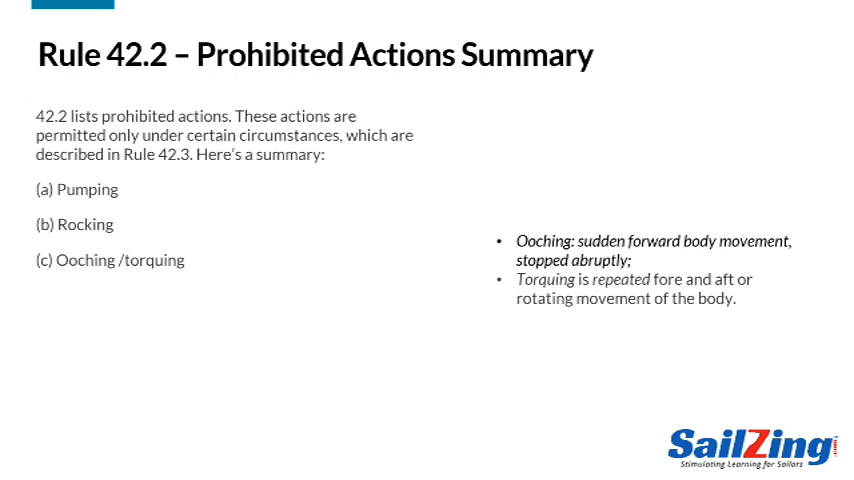 Rule 42.2 – Prohibited Actions Summary
42.2 lists prohibited actions. These actions are
permitted only under certain circumstances, which are
described in Rule 42.3. Here's a summary:
(a) Pumping
(b) Rocking
(c) Ooching /torquing
• Ooching: sudden forward body movement,
stopped abruptly;
• Torquing is repeated fore and aft or
rotating movement of the body.
SailZing
Stimulating Learning for Sailors